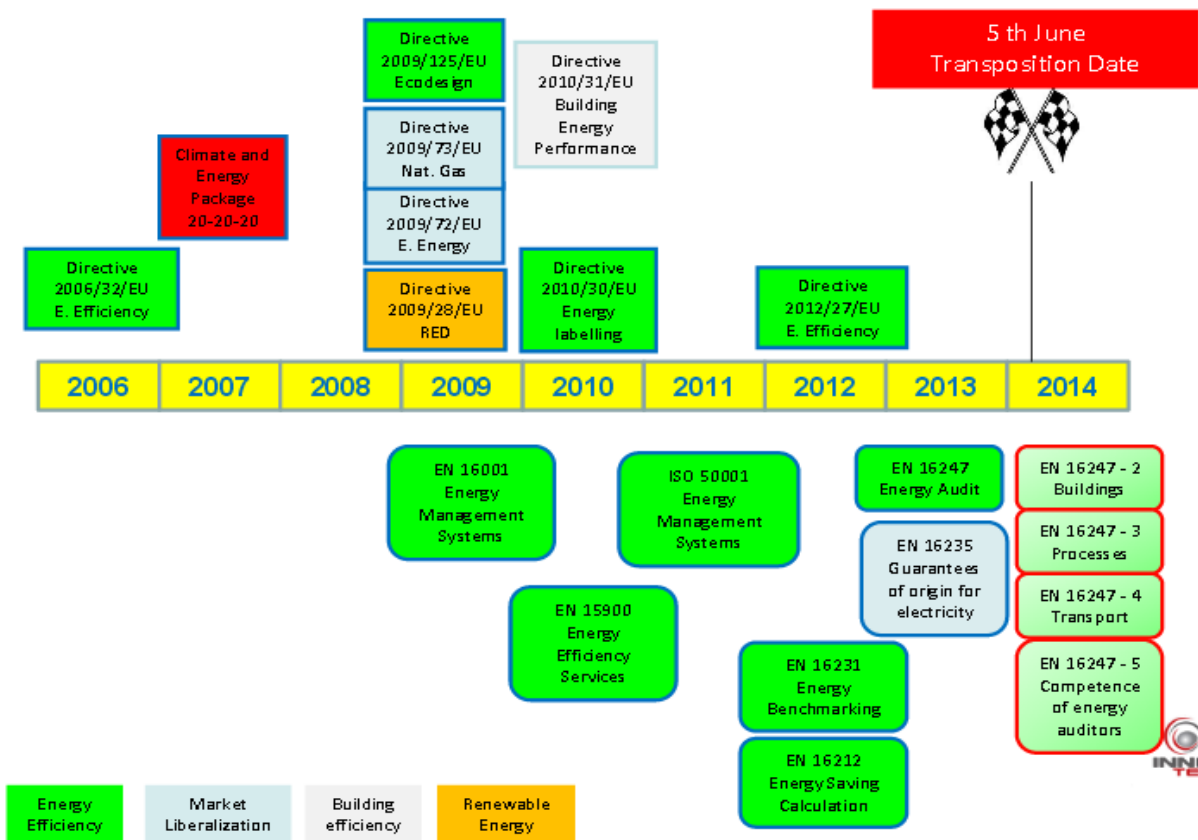 Directive
2009/125/EU
Ecodesign
Directive
2010/31/EU
Building
Energy
Performance
5 th June
Transposition Date
Climate and
Energy
Package
20-20-20
Directive
2009/73/EU
Nat. Gas
Directive
2009/72/EU
E. Energy
Directive
2006/32/EU
E. Efficiency
Directive
2009/28/EU
RED
Directive
2010/30/EU
Energy
labelling
Directive
2012/27/EU
E. Efficiency
2006 2007 2008 2009 2010 2011 2012 2013 2014
EN 16001
Energy
Management
Systems
ISO 50001
Energy
Management
Systems
EN 16247
Energy Audit
EN 16247 - 2
Buildings
EN 16235
Guarantees
of origin for
electricity
EN 16247 - 3
Processes
EN 15900
Energy
Efficiency
Services
EN 16247 - 4
Transport
EN 16231
Energy
Benchmarking
EN 16247 - 5
Competence
of energy
auditors
EN 16212
Energy Saving
Calculation
Energy
Efficiency
Market
Liberalization
Building
efficiency
Renewable
Energy